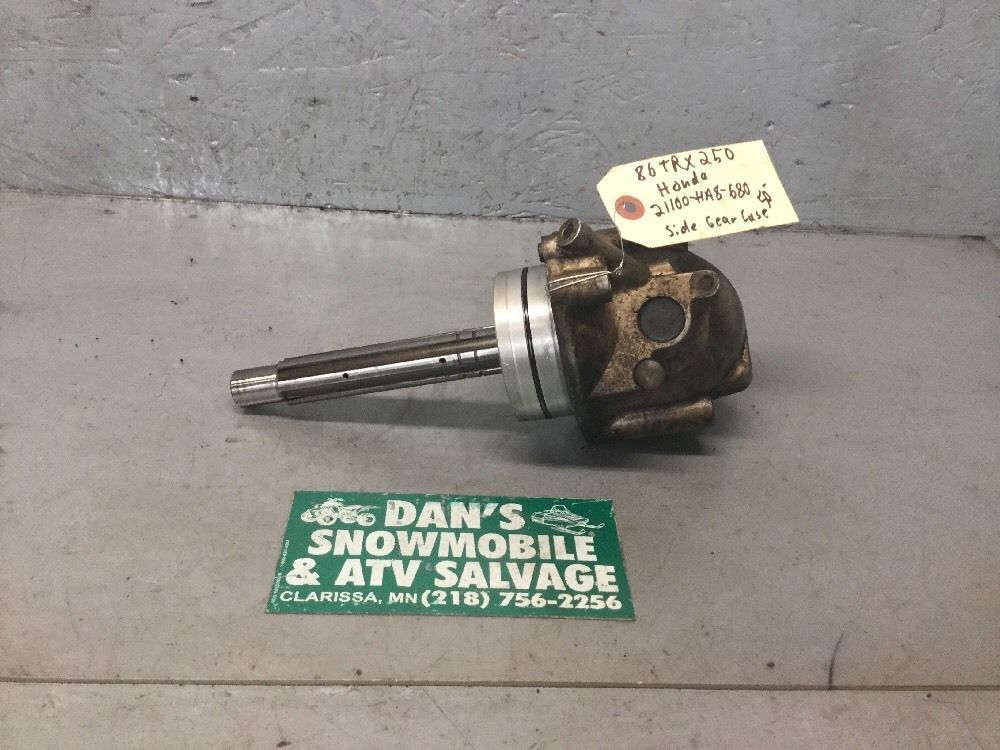 86 TRX 250
Honda
21100-HA8-680
Side Gear Case
DAN'S
SNOWMOBILE
& ATV SALVAGE
CLARISSA, MN (218) 756-2256